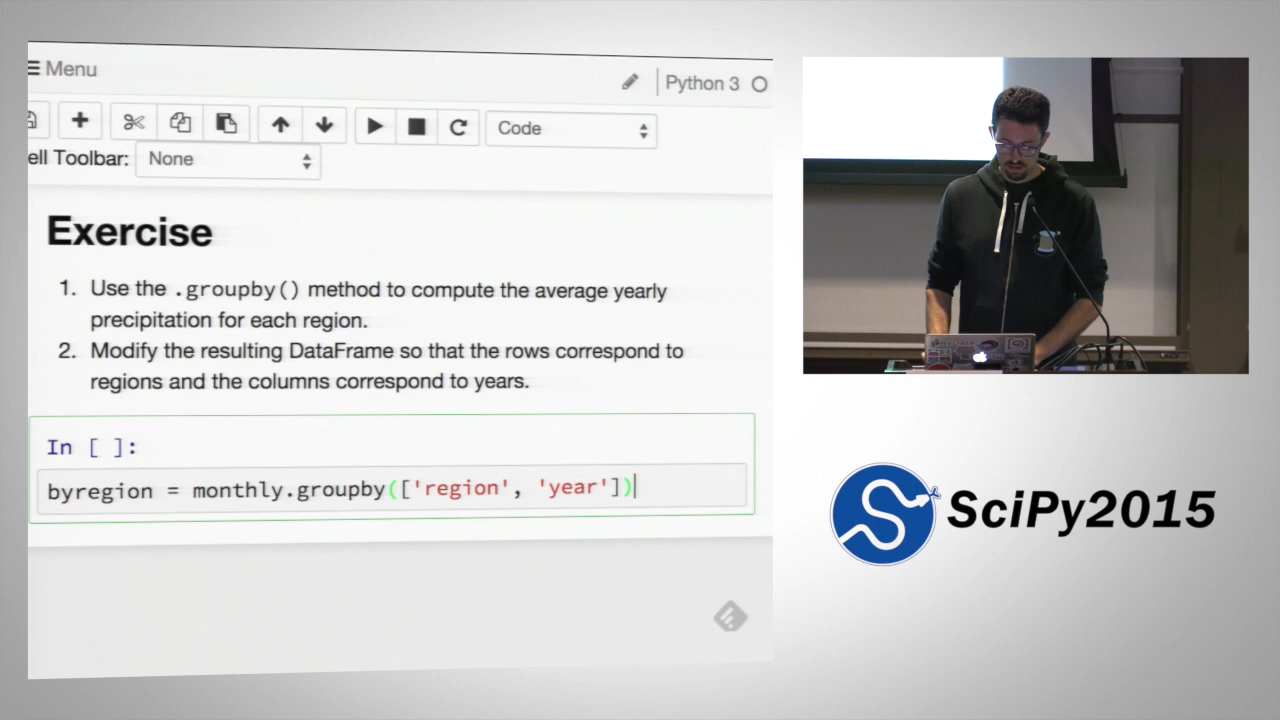 Menu
Python 3
Code
ell Toolbar: None
Exercise
1. Use the .groupby() method to compute the average yearly
precipitation for each region.
2. Modify the resulting DataFrame so that the rows correspond to
regions and the columns correspond to years.
In [ ]:
byregion = monthly.groupby(['region', 'year'])
SciPy2015